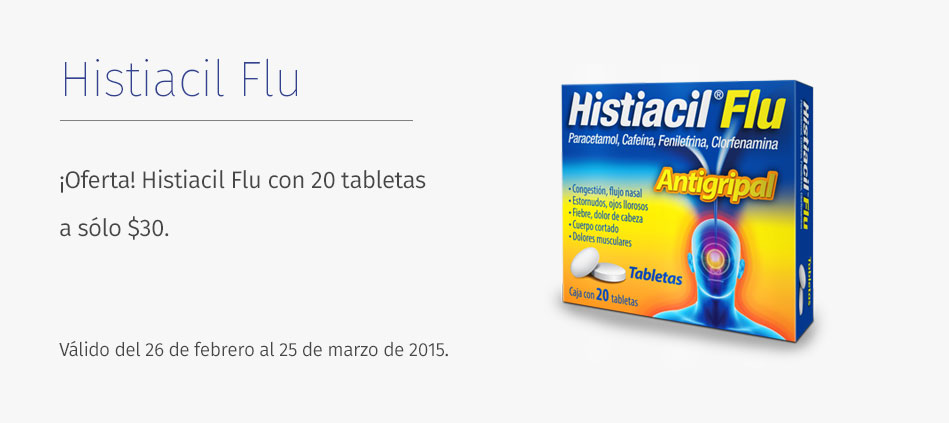 Histiacil Flu
¡Oferta! Histiacil Flu con 20 tabletas
a sólo $30.
Válido del 26 de febrero al 25 de marzo de 2015.
Histiacil® Flu
Paracetamol, Cafeína, Fenilefrina, Clorfenamina
Antigripal
• Congestión, flujo nasal
• Estornudos, ojos llorosos
• Fiebre, dolor de cabeza
• Cuerpo cortado
• Dolores musculares
Tabletas
Caja con 20 tabletas
Histiacil® Flu
Tabletas